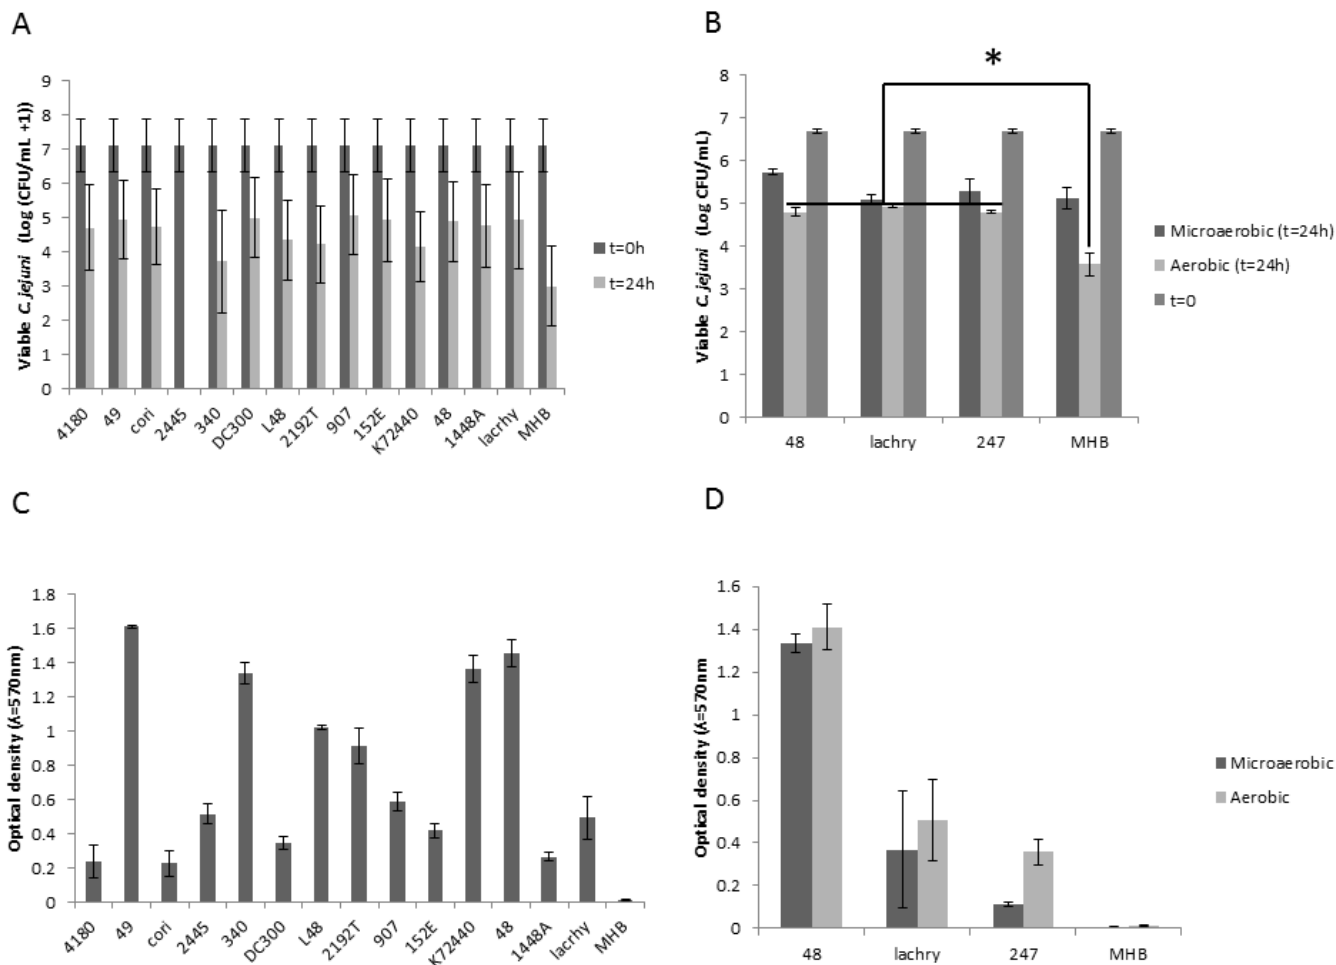 A
Viable C. jejuni (Log (CFU/mL +1))
9
8
7
6
5
4
3
2
1
0
4180
49
cori
2445
340
DC300
L48
2192T
907
152E
K72440
48
1448A
lacrhy
MHB
t=0h
t=24h
B
*
Viable C. jejuni (Log CFU/mL)
8
7
6
5
4
3
2
1
0
48
lachry
247
MHB
Microaerobic (t=24h)
Aerobic (t=24h)
t=0
C
Optical density (λ=570nm)
1.8
1.6
1.4
1.2
1
0.8
0.6
0.4
0.2
0
4180
49
cori
2445
340
DC300
L48
2192T
907
152E
K72440
48
1448A
lacrhy
MHB
D
Optical density (λ=570nm
1.6
1.4
1.2
1
0.8
0.6
0.4
0.2
0
48
lachry
247
MHB
Microaerobic
Aerobic